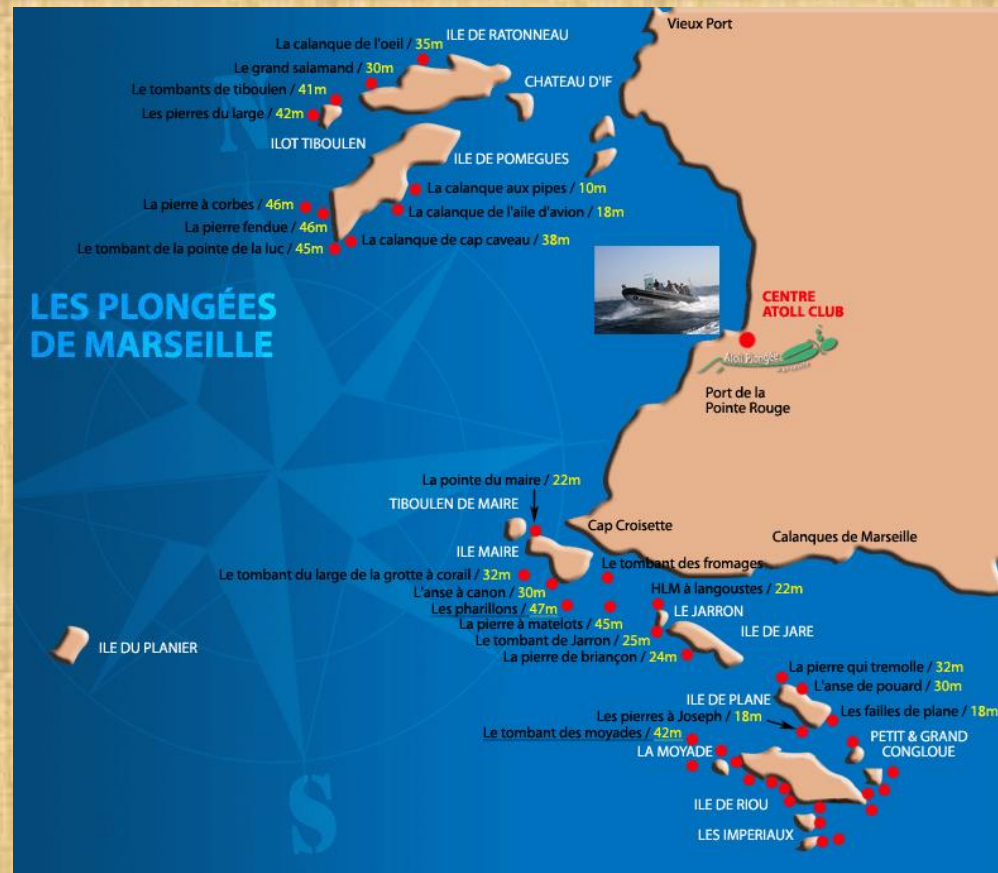 Vieux Port
ILE DE RATONNEAU
La calanque de l'oeil / 35m
Le grand salamand / 30m
CHATEAU D'IF
Le tombants de tiboulen / 41m
Les pierres du large / 42m
ILOT TIBOULEN
ILE DE POMEGUES
La calanque aux pipes / 10m
La pierre à corbes / 46m
La calanque de l'aile d'avion / 18m
La pierre fendue / 46m
La calanque de cap caveau / 38m
Le tombant de la pointe de la luc / 45m
LES PLONGÉES
DE MARSEILLE
N
CENTRE
ATOLL CLUB
Atoll Plongée
Port de la
Pointe Rouge
La pointe du maire / 22m
TIBOULEN DE MAIRE
Cap Croisette
Calanques de Marseille
ILE MAIRE
Le tombant des fromages
Le tombant du large de la grotte à corail / 32m
HLM à langoustes / 22m
L'anse à canon / 30m
Les pharillons / 47m
LE JARRON
La pierre à matelots / 45m
ILE DE JARE
Le tombant de Jarron / 25m
La pierre de briançon / 24m
ILE DU PLANIER
La pierre qui tremolle / 32m
L'anse de pouard / 30m
ILE DE PLANE
Les failles de plane / 18m
Les pierres à Joseph / 18m
Le tombant des moyades / 42m
PETIT & GRAND
CONGLOUE
LA MOYADE
ILE DE RIOU
LES IMPERIAUX
S